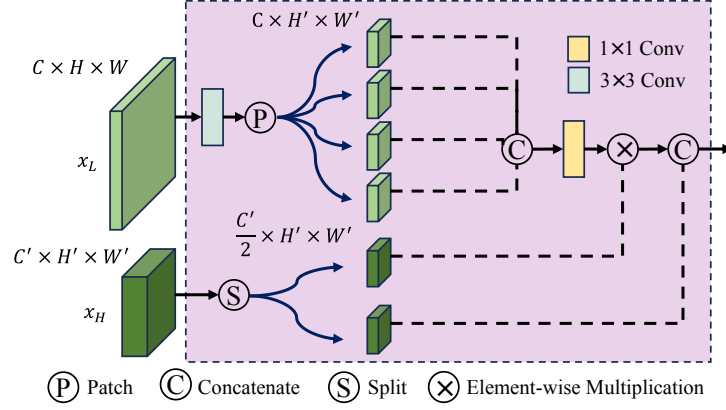 C × H × W
C × H′ × W′
1×1 Conv
3×3 Conv
P
x_L
C
×
C
C′/2 × H′ × W′
C′ × H′ × W′
S
x_H
P Patch C Concatenate S Split × Element-wise Multiplication